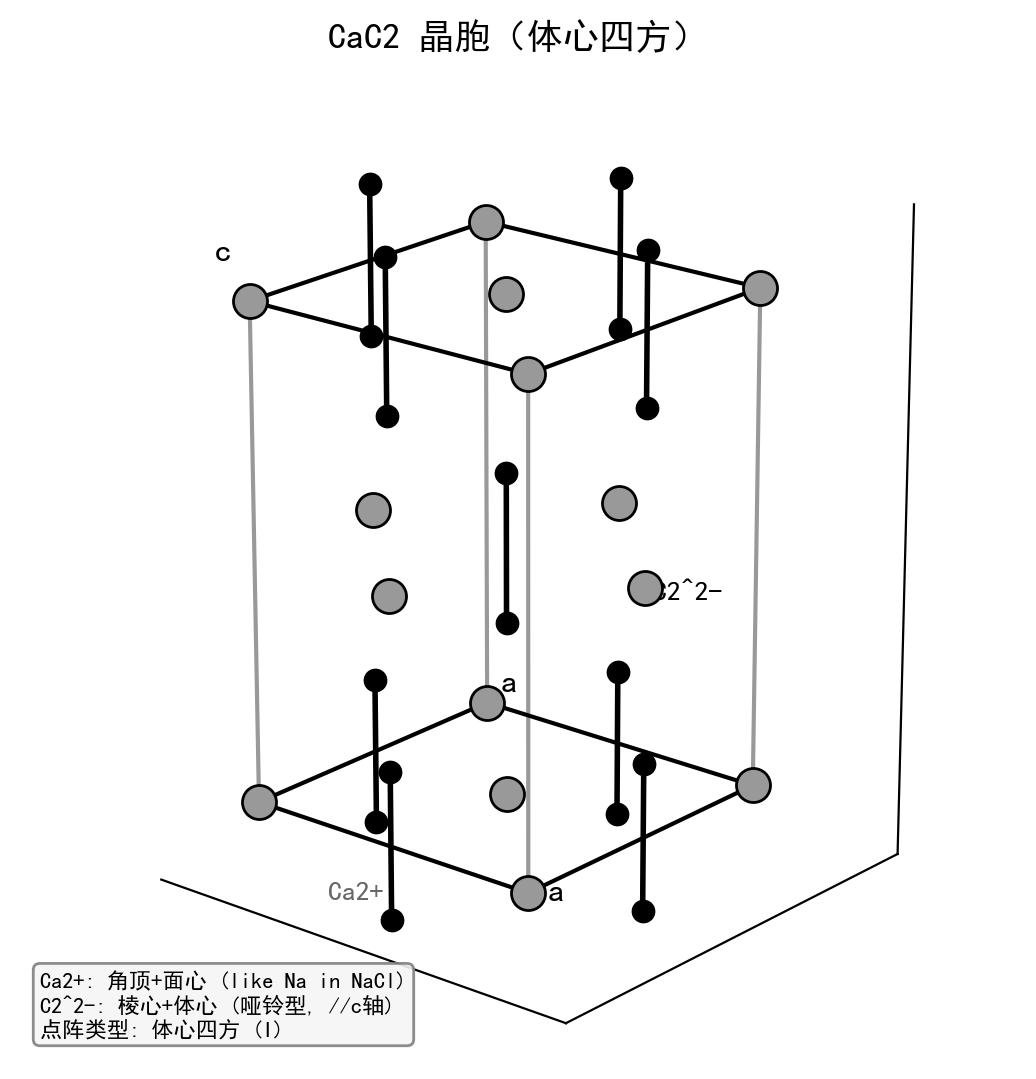 CaC2 晶胞（体心四方）
c
C2^2-
a
Ca2+
a
Ca2+: 角顶+面心 (like Na in NaCl)
C2^2-: 棱心+体心 (哑铃型, //c轴)
点阵类型: 体心四方 (I)